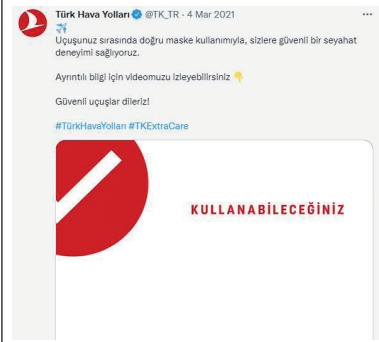 Türk Hava Yolları @TK_TR · 4 Mar 2021
Uçuşunuz sırasında doğru maske kullanımıyla, sizlere güvenli bir seyahat
deneyimi sağlıyoruz.
Ayrıntılı bilgi için videomuzu izleyebilirsiniz
Güvenli uçuşlar dileriz!
#TürkHavaYolları #TKExtraCare
KULLANABİLECEĞİNİZ